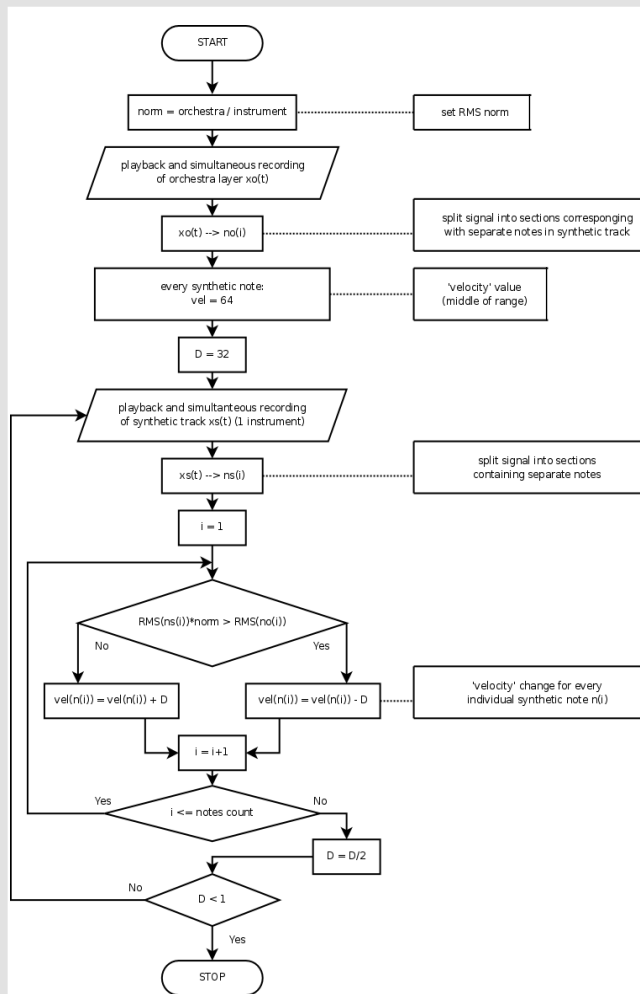 START
norm = orchestra / instrument
set RMS norm
playback and simultaneous recording
of orchestra layer xo(t)
xo(t) --> no(i)
split signal into sections corresponging
with separate notes in synthetic track
every synthetic note:
vel = 64
'velocity' value
(middle of range)
D = 32
playback and simultanteous recording
of synthetic track xs(t) (1 instrument)
xs(t) --> ns(i)
split signal into sections
containing separate notes
i = 1
RMS(ns(i))*norm > RMS(no(i))
No
Yes
vel(n(i)) = vel(n(i)) + D
vel(n(i)) = vel(n(i)) - D
'velocity' change for every
individual synthetic note n(i)
i = i+1
Yes
i <= notes count
No
D = D/2
No
D < 1
Yes
STOP